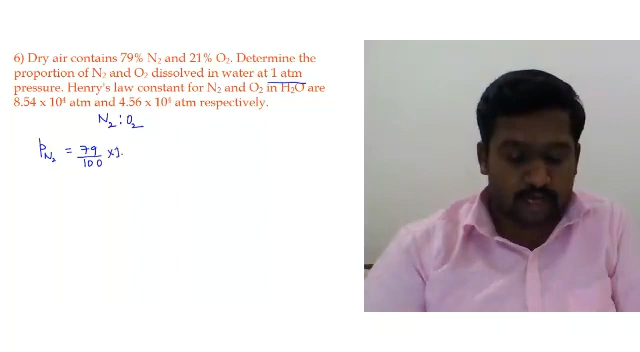 6) Dry air contains 79% N₂ and 21% O₂. Determine the
proportion of N₂ and O₂ dissolved in water at 1 atm
pressure. Henry's law constant for N₂ and O₂ in H₂O are
8.54 x 10⁴ atm and 4.56 x 10⁴ atm respectively.
N₂ : O₂
p_N₂ = 79/100 × 1